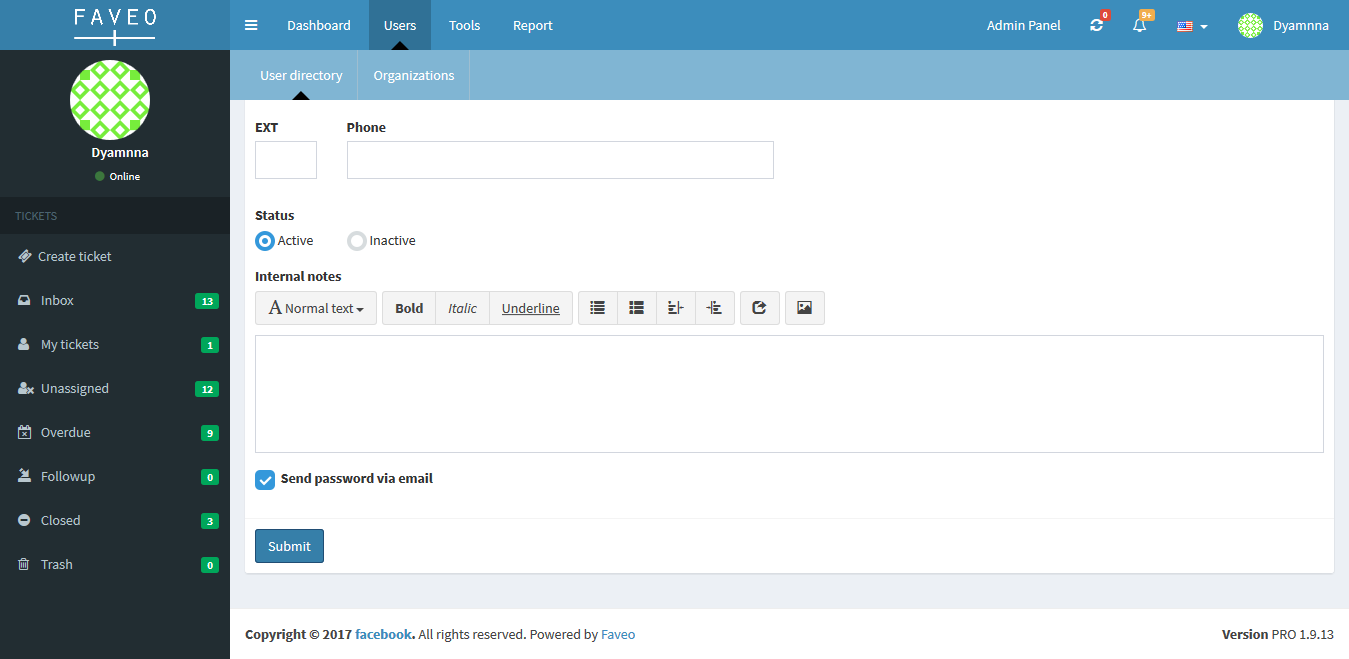 FAVEO
Dashboard Users Tools Report Admin Panel 0 9+ Dyamnna
User directory Organizations
Dyamnna
Online
TICKETS
Create ticket
Inbox 13
My tickets 1
Unassigned 12
Overdue 9
Followup 0
Closed 3
Trash 0
EXT Phone
Status
Active Inactive
Internal notes
A Normal text Bold Italic Underline
Send password via email
Submit
Copyright © 2017 facebook. All rights reserved. Powered by Faveo Version PRO 1.9.13